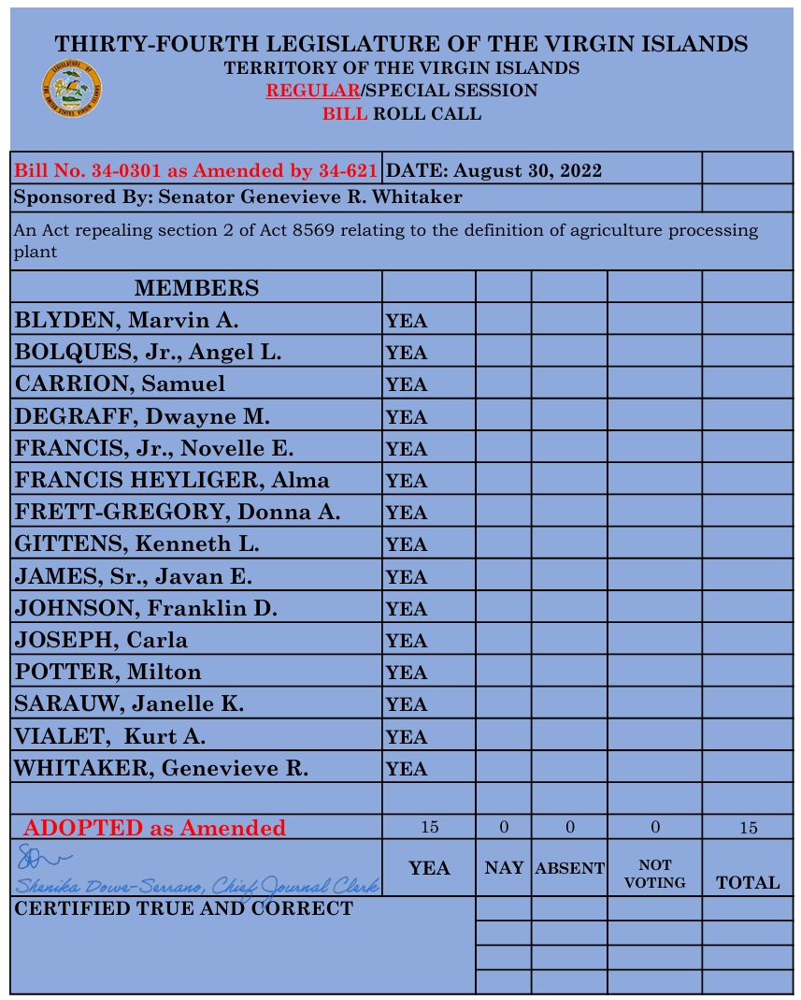 THIRTY-FOURTH LEGISLATURE OF THE VIRGIN ISLANDS
TERRITORY OF THE VIRGIN ISLANDS
REGULAR/SPECIAL SESSION
BILL ROLL CALL
Bill No. 34-0301 as Amended by 34-621 DATE: August 30, 2022
Sponsored By: Senator Genevieve R. Whitaker
An Act repealing section 2 of Act 8569 relating to the definition of agriculture processing
plant
MEMBERS
BLYDEN, Marvin A. YEA
BOLQUES, Jr., Angel L. YEA
CARRION, Samuel YEA
DEGRAFF, Dwayne M. YEA
FRANCIS, Jr., Novelle E. YEA
FRANCIS HEYLIGER, Alma YEA
FRETT-GREGORY, Donna A. YEA
GITTENS, Kenneth L. YEA
JAMES, Sr., Javan E. YEA
JOHNSON, Franklin D. YEA
JOSEPH, Carla YEA
POTTER, Milton YEA
SARAUW, Janelle K. YEA
VIALET, Kurt A. YEA
WHITAKER, Genevieve R. YEA
ADOPTED as Amended 15 0 0 0 15
YEA NAY ABSENT NOT VOTING TOTAL
Shenika Dowe-Serrano, Chief Journal Clerk
CERTIFIED TRUE AND CORRECT